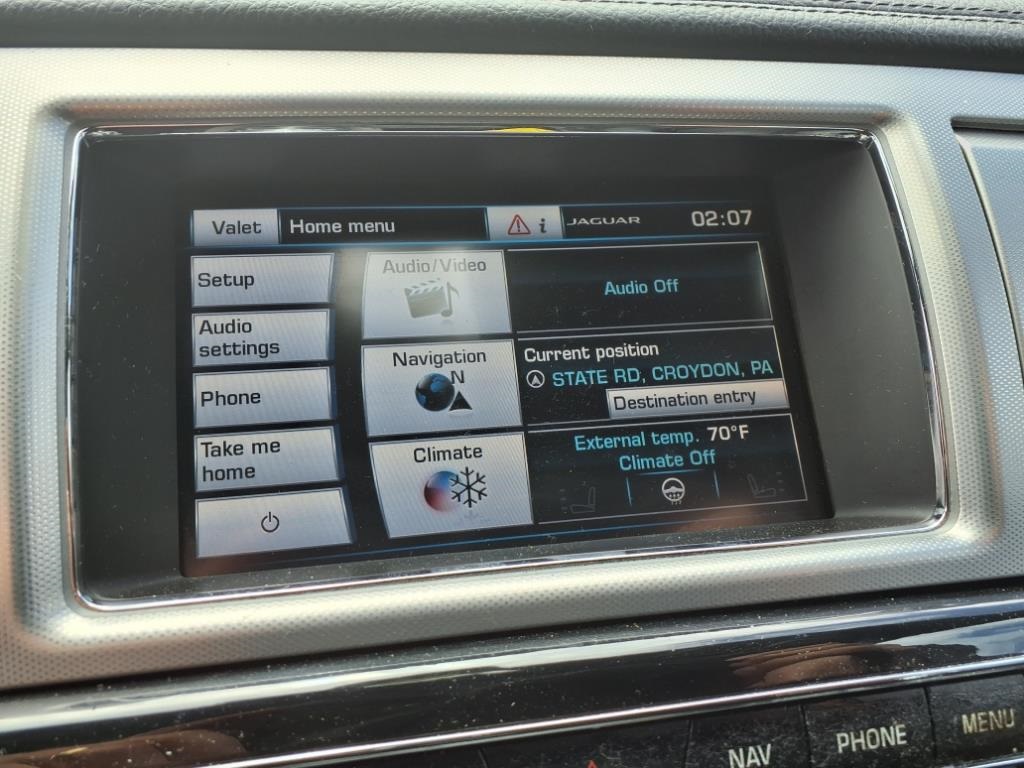 Valet
Home menu
i
JAGUAR
02:07
Setup
Audio
settings
Phone
Take me
home
Audio/Video
Audio Off
Navigation
N
Current position
STATE RD, CROYDON, PA
Destination entry
Climate
External temp. 70°F
Climate Off
NAV
PHONE
MENU